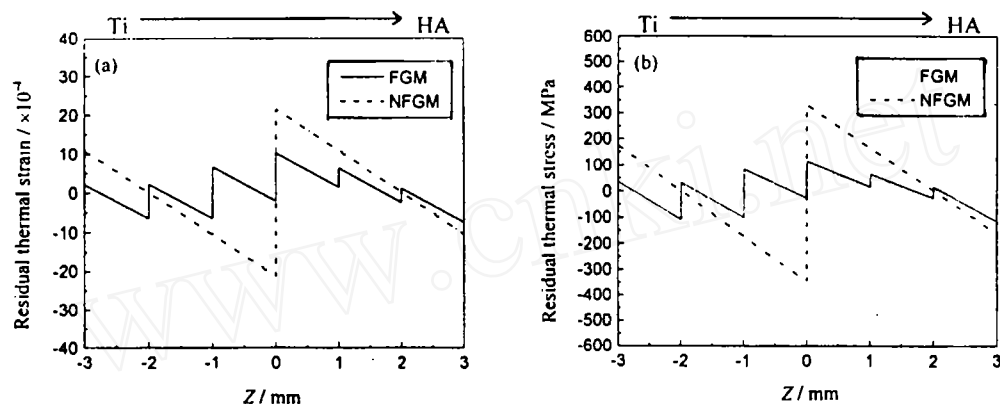 Ti
HA
(a)
FGM
NFGM
Residual thermal strain / ×10⁻⁴
40
30
20
10
0
-10
-20
-30
-40
-3
-2
-1
0
1
2
3
Z / mm
Ti
HA
(b)
FGM
NFGM
Residual thermal stress / MPa
600
500
400
300
200
100
0
-100
-200
-300
-400
-500
-600
-3
-2
-1
0
1
2
3
Z / mm
www.cnki.net